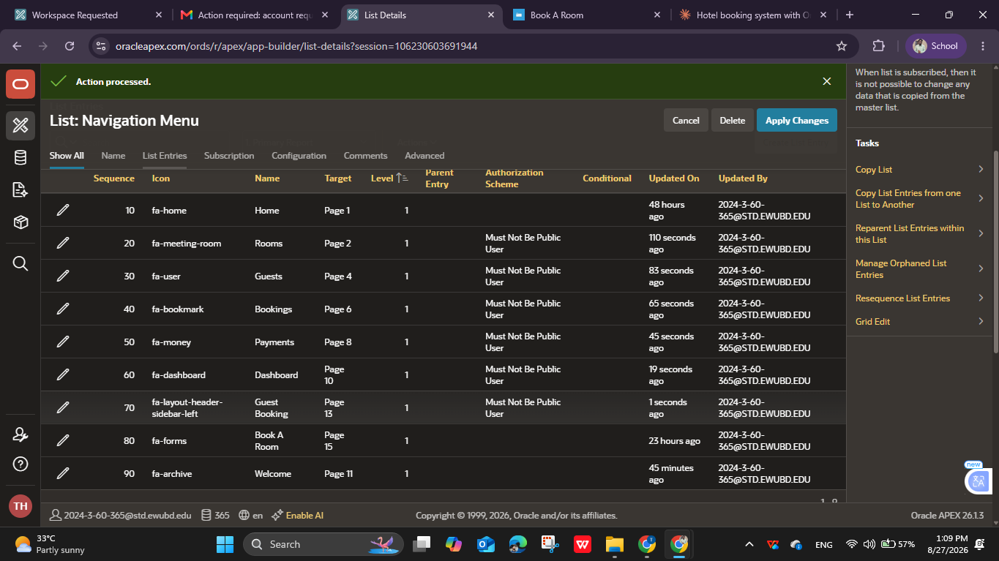 Workspace Requested
Action required: account requ
List Details
Book A Room
Hotel booking system with O
oracleapex.com/ords/r/apex/app-builder/list-details?session=106230603691944
School
Action processed.
List: Navigation Menu
Cancel
Delete
Apply Changes
Show All
Name
List Entries
Subscription
Configuration
Comments
Advanced
Sequence Icon Name Target Level Parent Entry Authorization Scheme Conditional Updated On Updated By
10 fa-home Home Page 1 1 48 hours ago 2024-3-60-365@STD.EWUBD.EDU
20 fa-meeting-room Rooms Page 2 1 Must Not Be Public User 110 seconds ago 2024-3-60-365@STD.EWUBD.EDU
30 fa-user Guests Page 4 1 Must Not Be Public User 83 seconds ago 2024-3-60-365@STD.EWUBD.EDU
40 fa-bookmark Bookings Page 6 1 Must Not Be Public User 65 seconds ago 2024-3-60-365@STD.EWUBD.EDU
50 fa-money Payments Page 8 1 Must Not Be Public User 45 seconds ago 2024-3-60-365@STD.EWUBD.EDU
60 fa-dashboard Dashboard Page 10 1 Must Not Be Public User 19 seconds ago 2024-3-60-365@STD.EWUBD.EDU
70 fa-layout-header-sidebar-left Guest Booking Page 13 1 Must Not Be Public User 1 seconds ago 2024-3-60-365@STD.EWUBD.EDU
80 fa-forms Book A Room Page 15 1 23 hours ago 2024-3-60-365@STD.EWUBD.EDU
90 fa-archive Welcome Page 11 1 45 minutes ago 2024-3-60-365@STD.EWUBD.EDU
When list is subscribed, then it
is not possible to change any
data that is copied from the
master list.
Tasks
Copy List
Copy List Entries from one
List to Another
Reparent List Entries within
this List
Manage Orphaned List
Entries
Resequence List Entries
Grid Edit
new
TH
2024-3-60-365@std.ewubd.edu
365
en
Enable AI
Copyright © 1999, 2026, Oracle and/or its affiliates.
Oracle APEX 26.1.3
33°C
Partly sunny
Search
ENG
57%
1:09 PM
8/27/2026